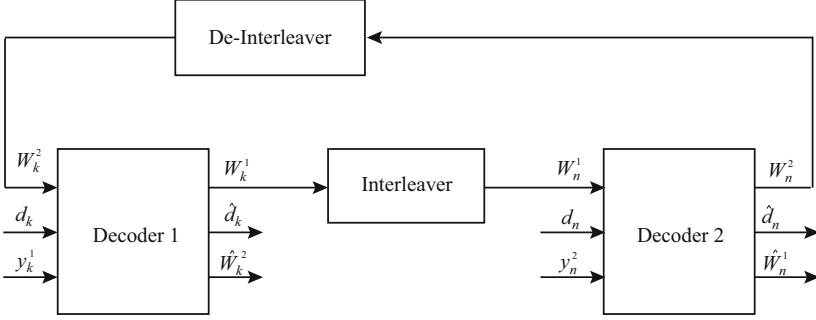 De-Interleaver
W_k^2
W_k^1
Interleaver
W_n^1
W_n^2
d_k
Decoder 1
d̂_k
d_n
Decoder 2
d̂_n
y_k^1
Ŵ_k^2
y_n^2
Ŵ_n^1